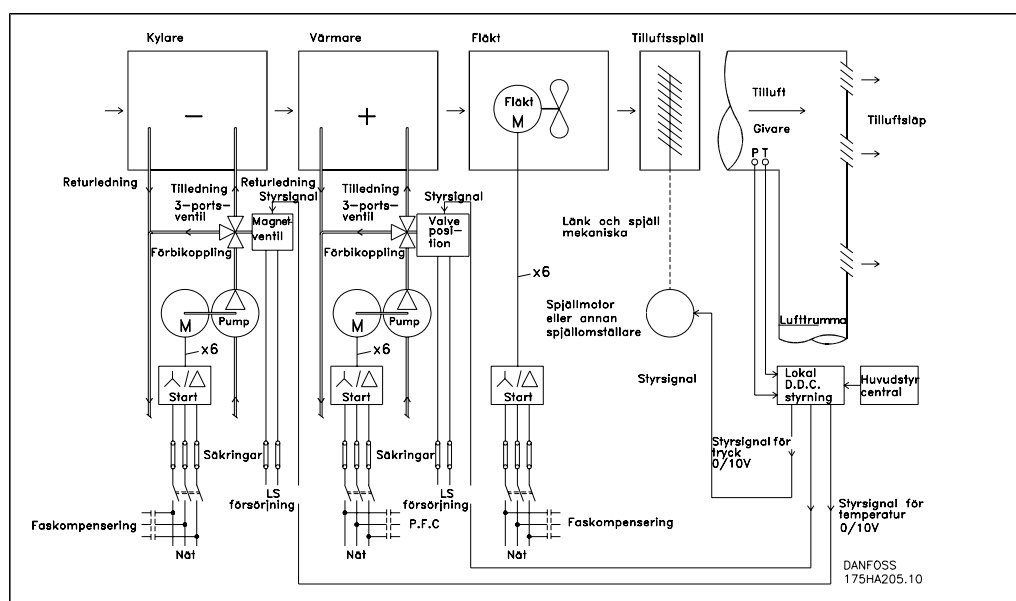 Kylare
Värmare
Fläkt
Tilluftsspjäll
−
+
Fläkt
M
Tilluft
Givare
P T
Tilluftsläp
Returledning
Tilledning
3-ports-
ventil
Styrsignal
Magnet-
ventil
Förbikoppling
Returledning
Tilledning
3-ports-
ventil
Styrsignal
Valve
posi-
tion
Förbikoppling
Länk och spjäll
mekaniska
x6
M
Pump
x6
M
Pump
x6
Spjällmotor
eller annan
spjällomställare
Lufttrumma
Start
Start
Start
Styrsignal
Lokal
D.D.C.
styrning
Huvudstyr
central
Säkringar
Säkringar
Styrsignal för
tryck
0/10V
LS
försörjning
LS
försörjning
Styrsignal för
temperatur
0/10V
Faskompensering
P.F.C
Faskompensering
Nät
Nät
Nät
DANFOSS
175HA205.10